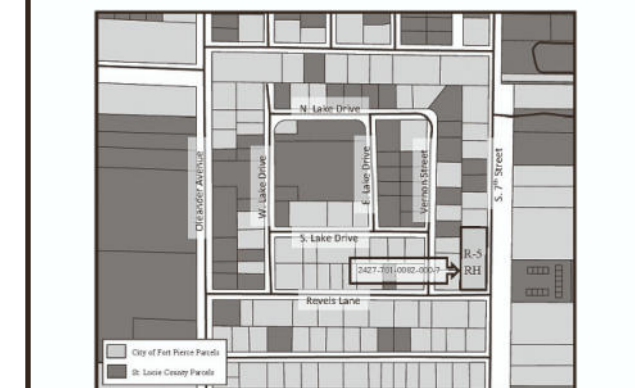 N. Lake Drive
Oleander Avenue
W. Lake Drive
E. Lake Drive
Vernon Street
S. 7th Street
S. Lake Drive
R-5
RH
2427-701-0082-000-7
Revels Lane
City of Fort Pierce Parcels
St. Lucie County Parcels